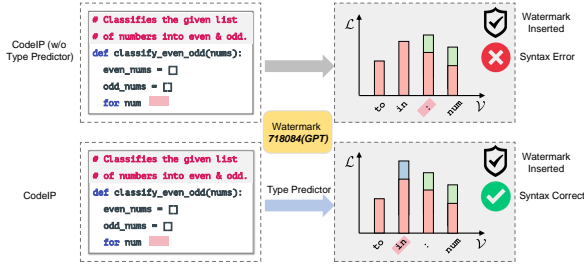 CodeIP (w/o
Type Predictor)
# Classifies the given list
# of numbers into even & odd.
def classify_even_odd(nums):
even_nums = []
odd_nums = []
for num
ℒ
to in : num 𝒱
Watermark
Inserted
Syntax Error
Watermark
718084(GPT)
CodeIP
# Classifies the given list
# of numbers into even & odd.
def classify_even_odd(nums):
even_nums = []
odd_nums = []
for num
Type Predictor
ℒ
to in : num 𝒱
Watermark
Inserted
Syntax Correct